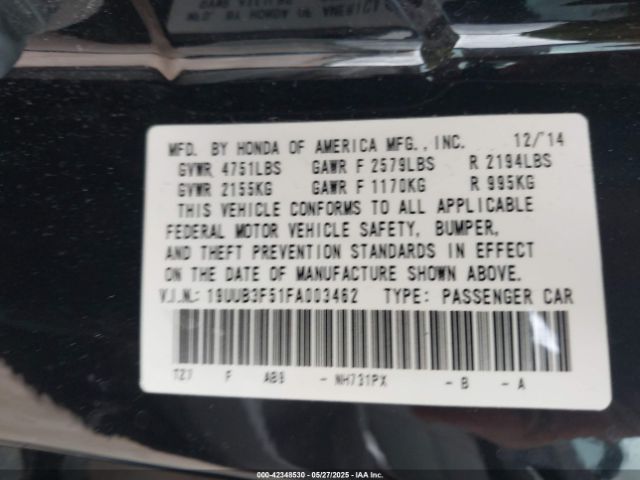 MFD. BY HONDA OF AMERICA MFG., INC. 12/'14
GVWR 4751LBS GAWR F 2579LBS R 2194LBS
GVWR 2155KG GAWR F 1170KG R 995KG
THIS VEHICLE CONFORMS TO ALL APPLICABLE
FEDERAL MOTOR VEHICLE SAFETY, BUMPER,
AND THEFT PREVENTION STANDARDS IN EFFECT
ON THE DATE OF MANUFACTURE SHOWN ABOVE.
V.I.N.: 19UUB3F51FA003462 TYPE: PASSENGER CAR
F - NH731PX - B - A
000-42348530 - 05/27/2025 - IAA Inc.